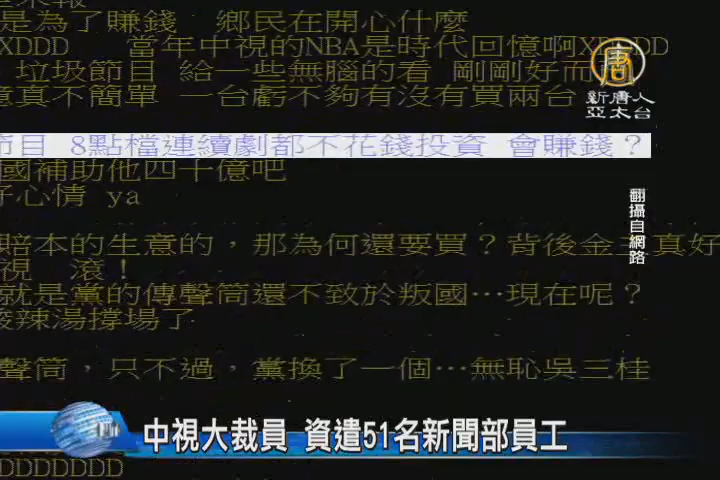 是為了賺錢 鄉民在開心什麼
XDDD 當年中視的NBA是時代回憶啊XDDD
垃圾節目 給一些無腦的看 剛剛好而
真不簡單 一台虧不夠有沒有買兩台
唐
新唐人
亞太台
節目 8點檔連續劇都不花錢投資 會賺錢?
國補助他四十億吧
好心情 ya
翻攝自網路
賠本的生意的,那為何還要買?背後金主真好
視 滾!
就是黨的傳聲筒還不致於叛國…現在呢?
酸辣湯撐場了
聲筒,只不過,黨換了一個…無恥吳三桂
中視大裁員 資遣51名新聞部員工
DDDDDDD